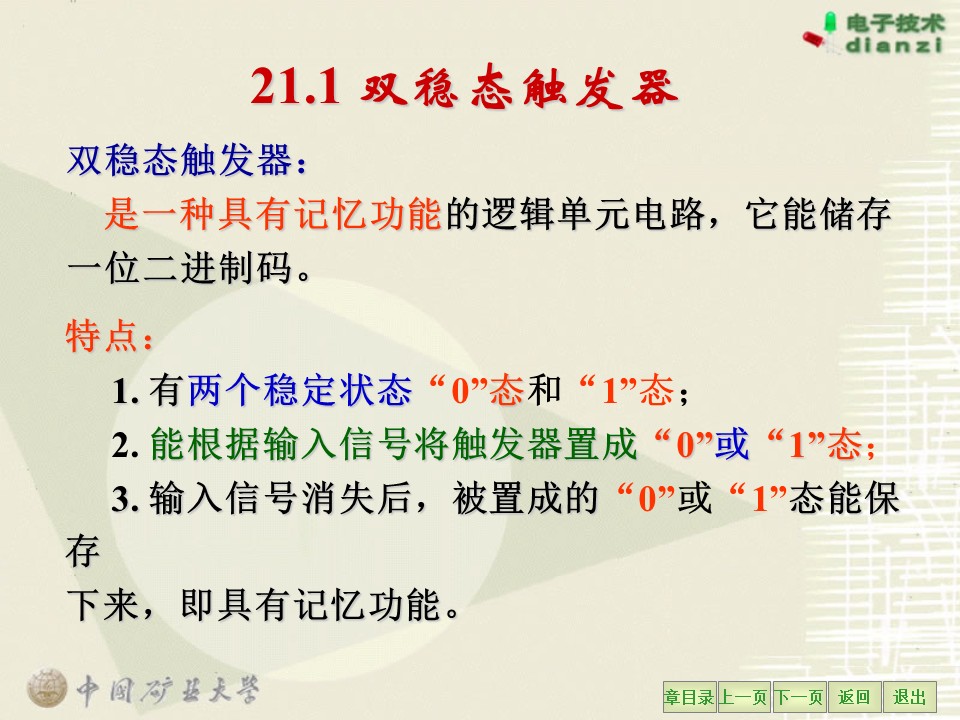 电子技术
dianzi
21.1 双稳态触发器
双稳态触发器：
是一种具有记忆功能的逻辑单元电路，它能储存
一位二进制码。
特点：
1. 有两个稳定状态“0”态和“1”态；
2. 能根据输入信号将触发器置成“0”或“1”态；
3. 输入信号消失后，被置成的“0”或“1”态能保
存
下来，即具有记忆功能。
中国矿业大学
章目录 上一页 下一页 返回 退出